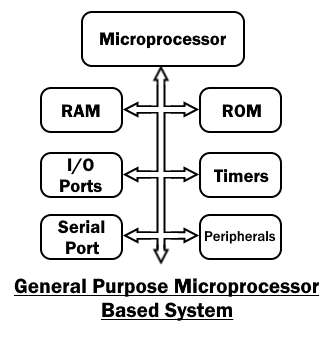 Microprocessor
RAM
ROM
I/O
Ports
Timers
Serial
Port
Peripherals
General Purpose Microprocessor
Based System